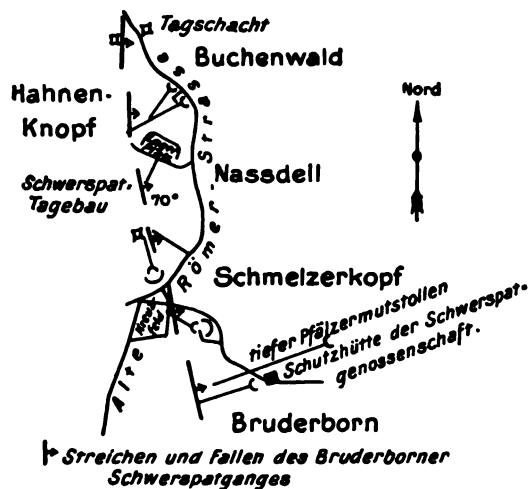 Tagschacht
Buchenwald
Hahnen-
Knopf
Nord
Nassdell
Schwerspat-
Tagebau
70°
Schmelzerkopf
Alte Römer-Strasse
tiefer Pfälzermutstollen
Schutzhütte der Schwerspat-
genossenschaft.
Bruderborn
Streichen und Fallen des Bruderborner
Schwerspatganges